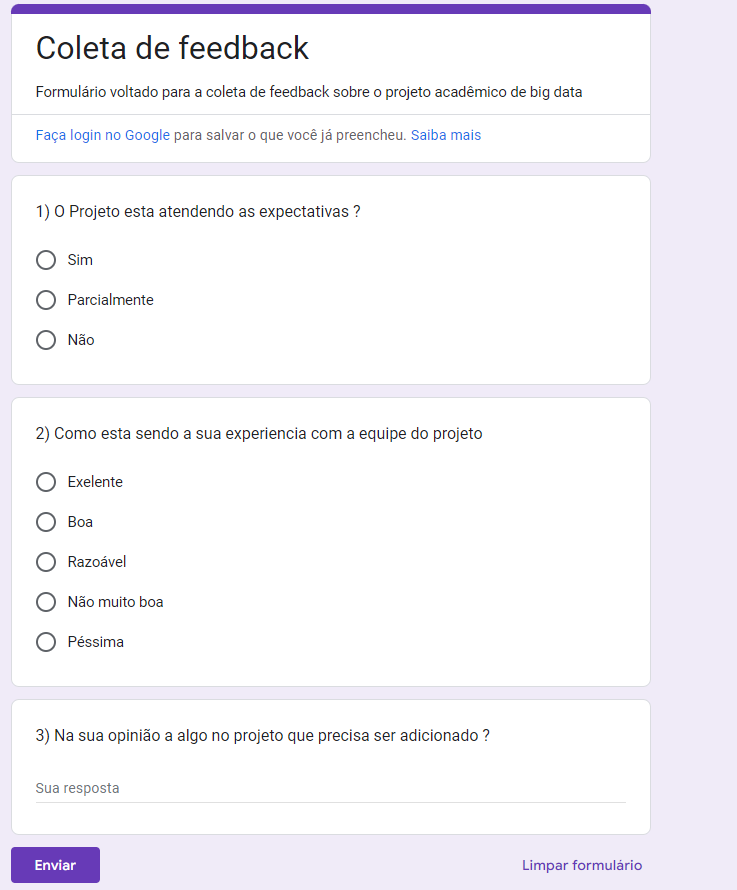 Coleta de feedback
Formulário voltado para a coleta de feedback sobre o projeto acadêmico de big data
Faça login no Google para salvar o que você já preencheu. Saiba mais
1) O Projeto esta atendendo as expectativas ?
Sim
Parcialmente
Não
2) Como esta sendo a sua experiencia com a equipe do projeto
Exelente
Boa
Razoável
Não muito boa
Péssima
3) Na sua opinião a algo no projeto que precisa ser adicionado ?
Sua resposta
Enviar
Limpar formulário